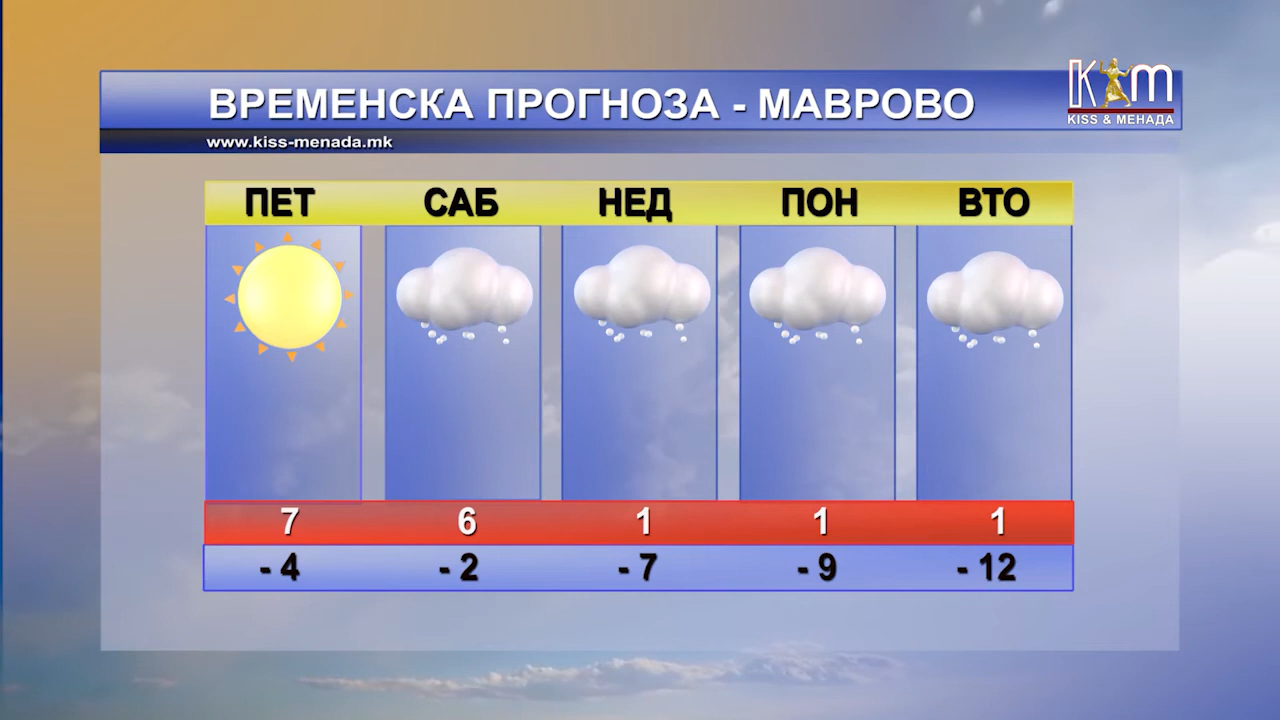 ВРЕМЕНСКА ПРОГНОЗА - МАВРОВО
K m
KISS & МЕНАДА
www.kiss-menada.mk
ПЕТ САБ НЕД ПОН ВТО
7 6 1 1 1
- 4 - 2 - 7 - 9 - 12